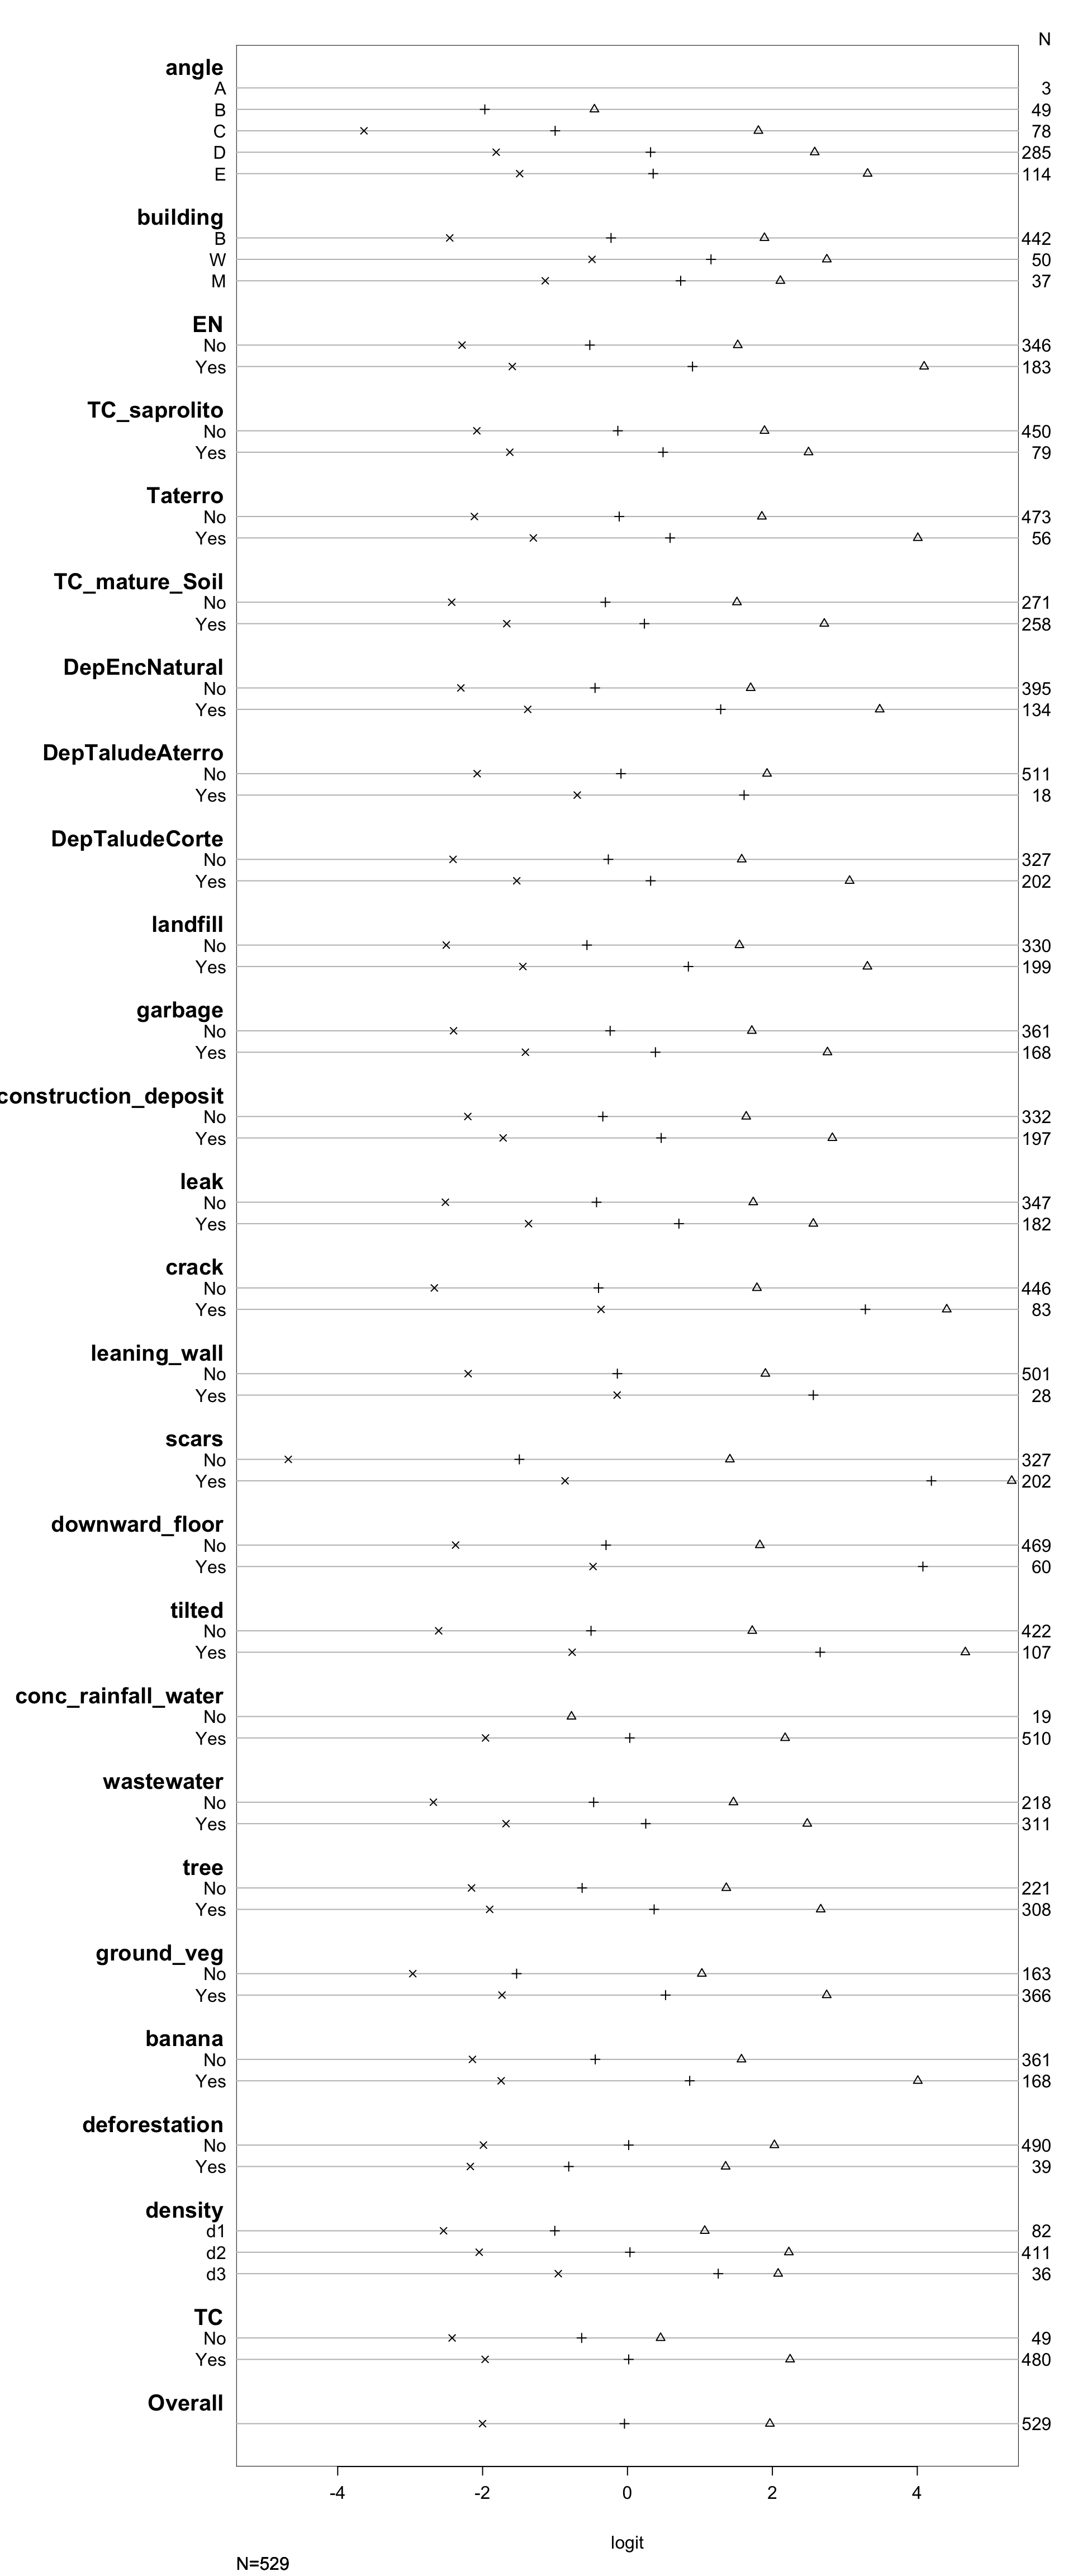 N
angle
A 3
B 49
C 78
D 285
E 114
building
B 442
W 50
M 37
EN
No 346
Yes 183
TC_saprolito
No 450
Yes 79
Taterro
No 473
Yes 56
TC_mature_Soil
No 271
Yes 258
DepEncNatural
No 395
Yes 134
DepTaludeAterro
No 511
Yes 18
DepTaludeCorte
No 327
Yes 202
landfill
No 330
Yes 199
garbage
No 361
Yes 168
construction_deposit
No 332
Yes 197
leak
No 347
Yes 182
crack
No 446
Yes 83
leaning_wall
No 501
Yes 28
scars
No 327
Yes 202
downward_floor
No 469
Yes 60
tilted
No 422
Yes 107
conc_rainfall_water
No 19
Yes 510
wastewater
No 218
Yes 311
tree
No 221
Yes 308
ground_veg
No 163
Yes 366
banana
No 361
Yes 168
deforestation
No 490
Yes 39
density
d1 82
d2 411
d3 36
TC
No 49
Yes 480
Overall
529
-4 -2 0 2 4
logit
N=529